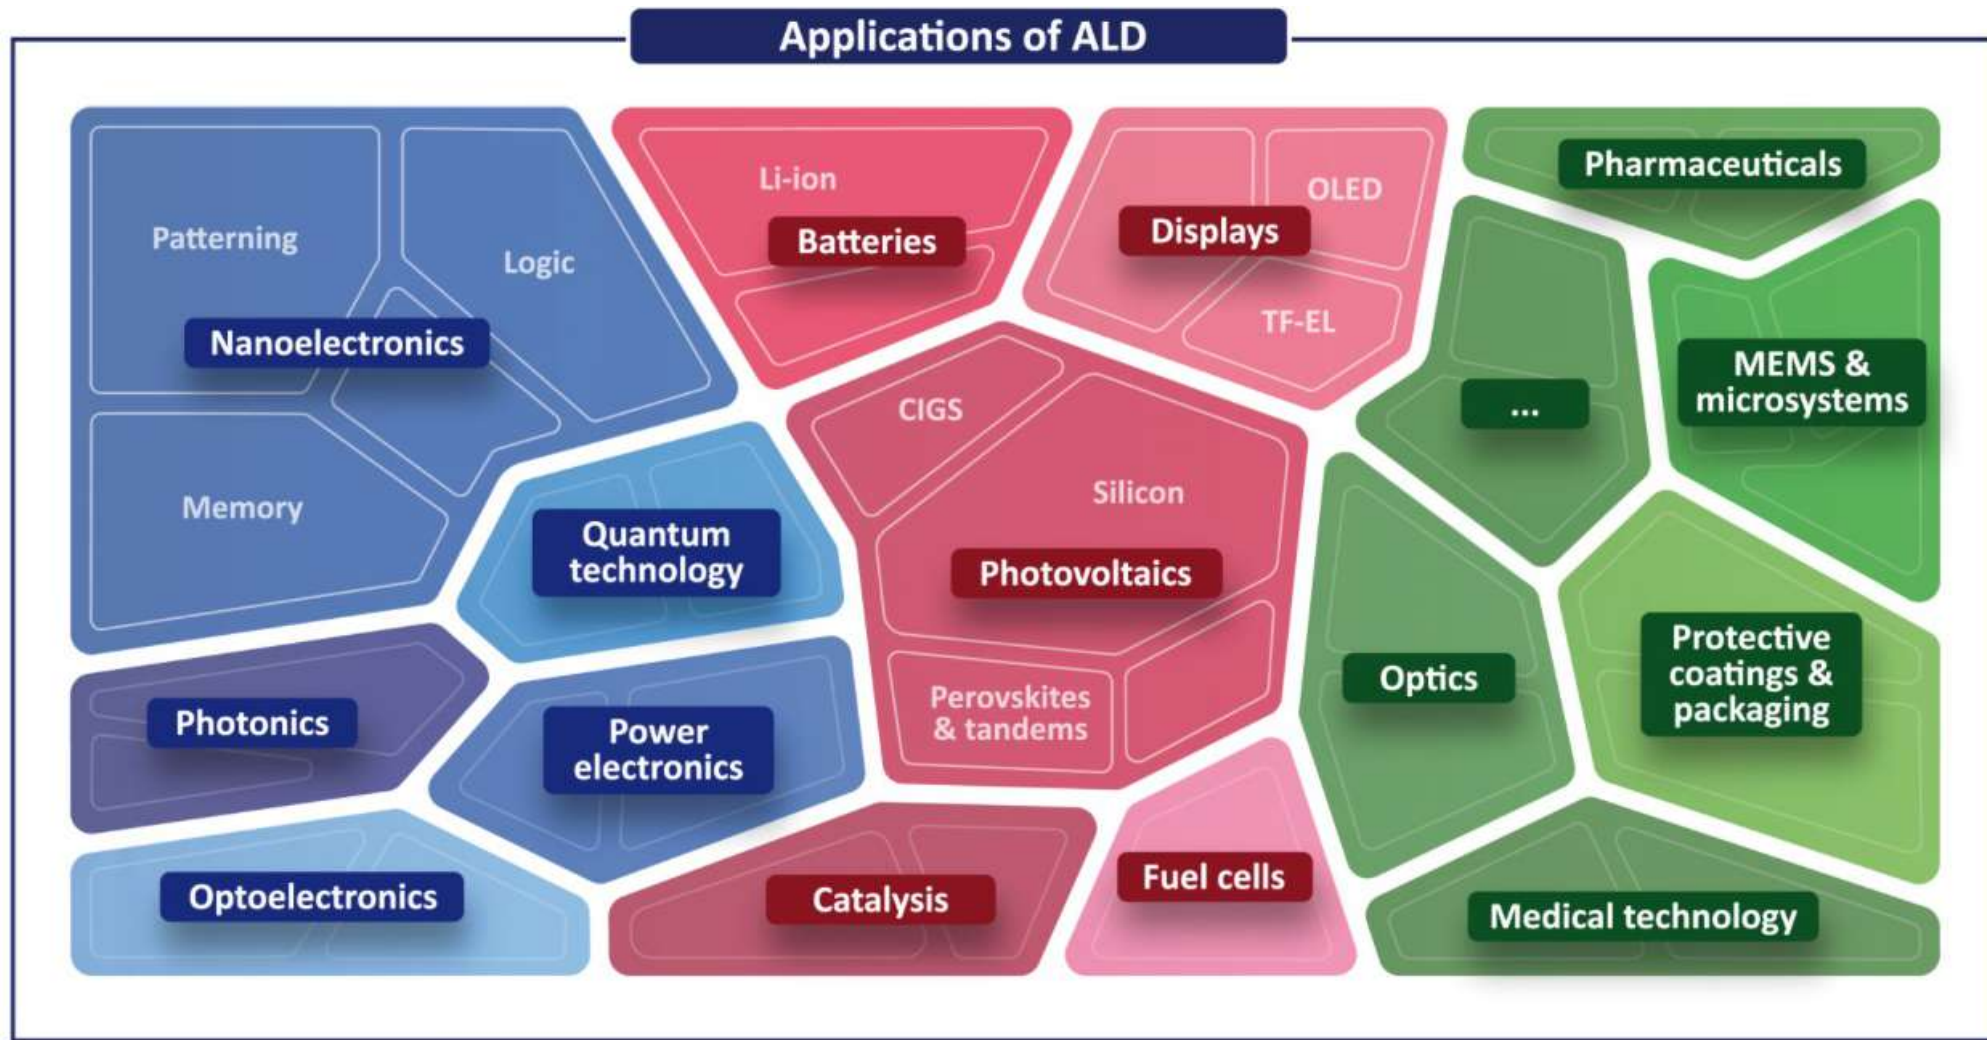 Applications of ALD
Patterning
Logic
Nanoelectronics
Memory
Li-ion
Batteries
OLED
Displays
TF-EL
Pharmaceuticals
...
MEMS &
microsystems
CIGS
Silicon
Photovoltaics
Perovskites
& tandems
Quantum
technology
Photonics
Power
electronics
Optics
Protective
coatings &
packaging
Optoelectronics
Catalysis
Fuel cells
Medical technology